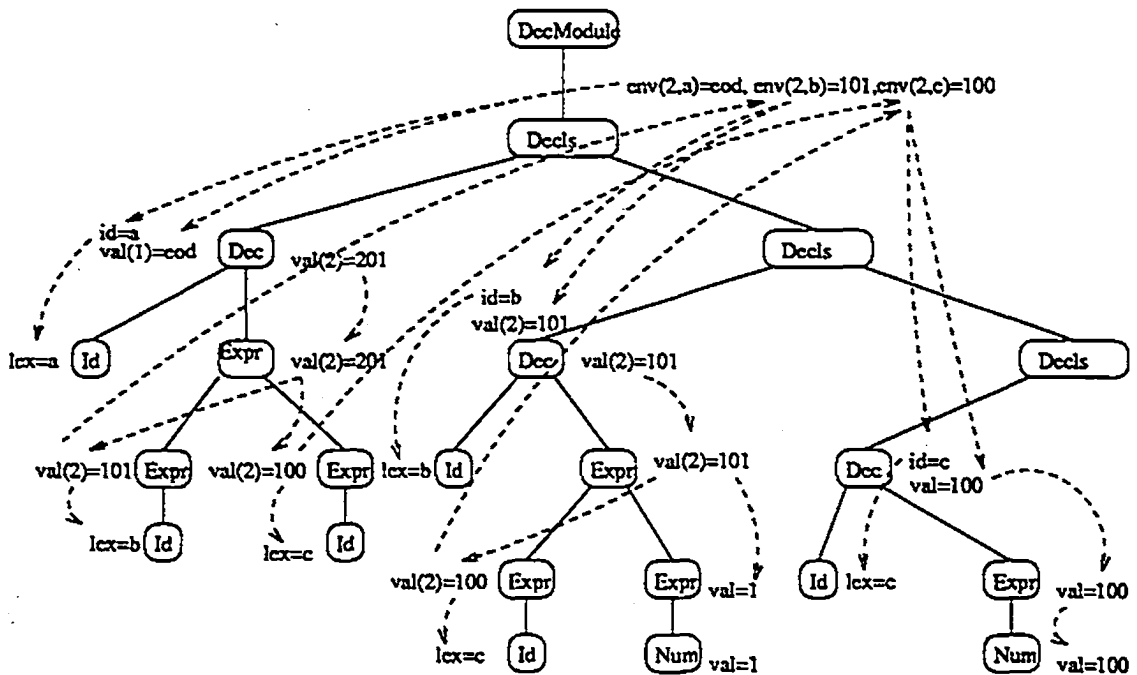 DecModule
env(2,a)=eod, env(2,b)=101,env(2,c)=100
Decls
id=a
val(1)=eod
Dec
val(2)=201
Decls
id=b
val(2)=101
lex=a
Id
Expr
val(2)=201
Dec
val(2)=101
Decls
val(2)=101
Expr
val(2)=100
Expr
lex=b
Id
Expr
val(2)=101
Dec
id=c
val=100
lex=b
Id
lex=c
Id
val(2)=100
Expr
Expr
val=1
Id
lex=c
Expr
val=100
lex=c
Id
Num
val=1
Num
val=100